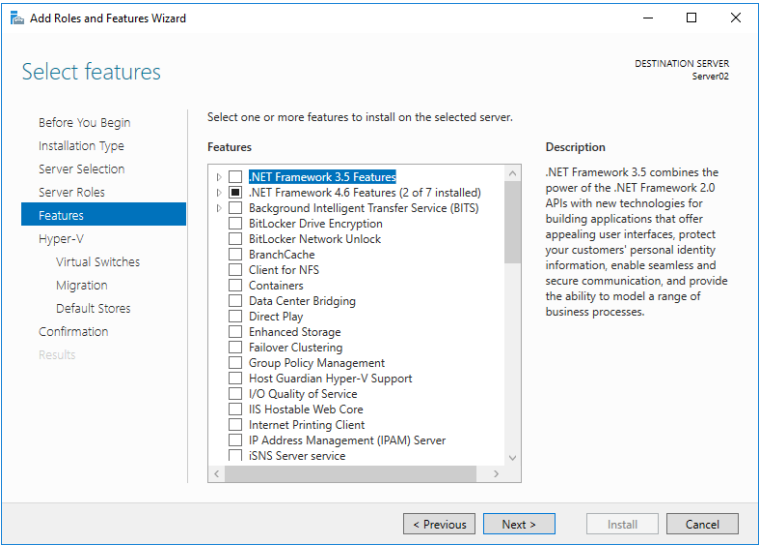 Add Roles and Features Wizard
Select features
DESTINATION SERVER
Server02
Before You Begin
Installation Type
Server Selection
Server Roles
Features
Hyper-V
Virtual Switches
Migration
Default Stores
Confirmation
Results
Select one or more features to install on the selected server.
Features
.NET Framework 3.5 Features
.NET Framework 4.6 Features (2 of 7 installed)
Background Intelligent Transfer Service (BITS)
BitLocker Drive Encryption
BitLocker Network Unlock
BranchCache
Client for NFS
Containers
Data Center Bridging
Direct Play
Enhanced Storage
Failover Clustering
Group Policy Management
Host Guardian Hyper-V Support
I/O Quality of Service
IIS Hostable Web Core
Internet Printing Client
IP Address Management (IPAM) Server
iSNS Server service
Description
.NET Framework 3.5 combines the
power of the .NET Framework 2.0
APIs with new technologies for
building applications that offer
appealing user interfaces, protect
your customers' personal identity
information, enable seamless and
secure communication, and provide
the ability to model a range of
business processes.
< Previous
Next >
Install
Cancel